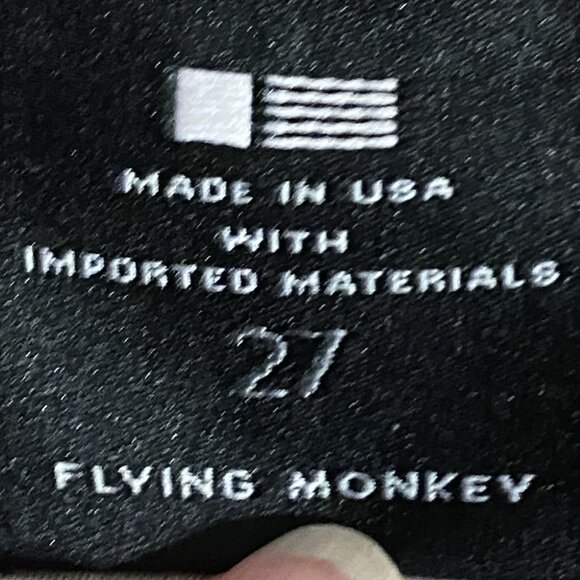 MADE IN USA
WITH
IMPORTED MATERIALS
27
FLYING MONKEY